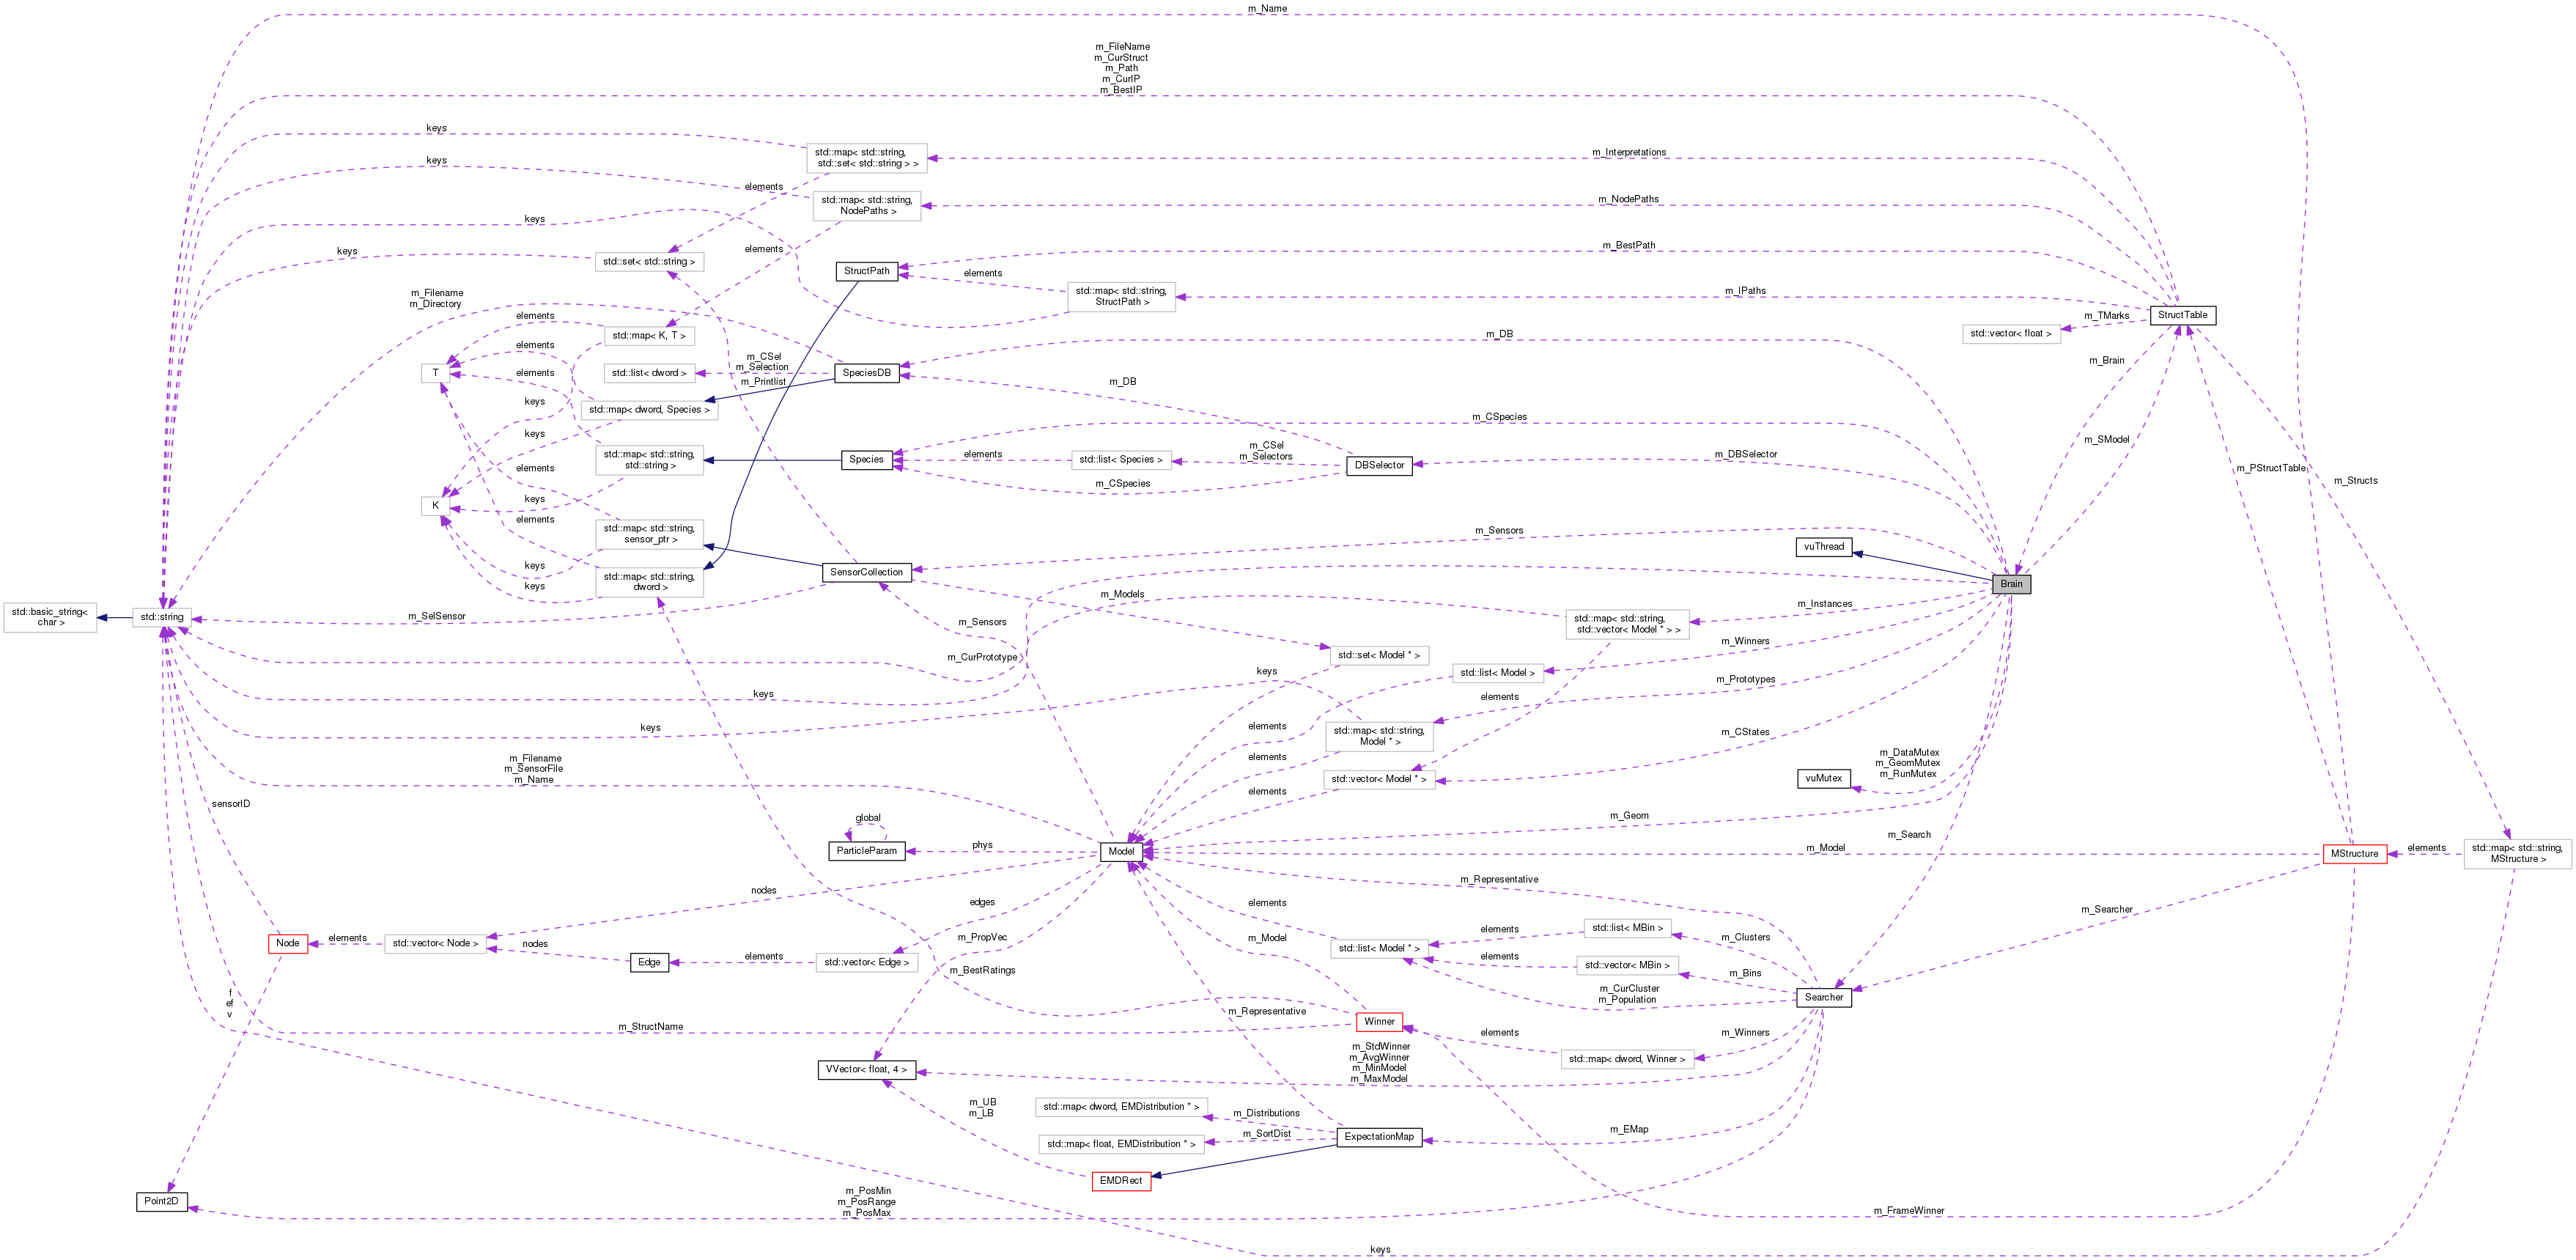 m_Name
m_FileName
m_CurStruct
m_Path
m_CurIP
m_BestIP
keys
std::map< std::string,
std::set< std::string > >
m_Interpretations
keys
elements
std::map< std::string,
NodePaths >
m_NodePaths
keys
keys
elements
std::set< std::string >
m_BestPath
StructPath
elements
m_Filename
m_Directory
std::map< std::string,
StructPath >
m_IPaths
elements
std::map< K, T >
StructTable
m_TMarks
std::vector< float >
m_DB
elements
m_CSel
m_Selection
m_Brain
T
elements
std::list< dword >
SpeciesDB
m_Printlist
m_DB
keys
std::map< dword, Species >
m_CSpecies
keys
m_SModel
std::map< std::string,
std::string >
Species
elements
std::list< Species >
m_CSel
m_Selectors
DBSelector
m_DBSelector
m_PStructTable
elements
m_CSpecies
m_Structs
keys
K
elements
std::map< std::string,
sensor_ptr >
m_Sensors
vuThread
keys
SensorCollection
std::map< std::string,
dword >
keys
Brain
m_Models
m_Instances
std::basic_string<
char >
std::string
m_SelSensor
m_Sensors
std::map< std::string,
std::vector< Model * > >
m_Winners
m_CurPrototype
std::set< Model * >
keys
std::list< Model >
m_Prototypes
keys
elements
keys
elements
std::map< std::string,
Model * >
m_CStates
m_Filename
m_SensorFile
m_Name
elements
elements
std::vector< Model * >
vuMutex
m_DataMutex
m_GeomMutex
m_RunMutex
sensorID
global
m_Geom
m_Search
ParticleParam
phys
Model
m_Model
MStructure
elements
std::map< std::string,
MStructure >
nodes
m_Representative
edges
elements
m_Searcher
Node
elements
std::vector< Node >
nodes
m_PropVec
m_Model
std::list< Model * >
elements
std::list< MBin >
m_Clusters
Edge
elements
std::vector< Edge >
m_BestRatings
elements
std::vector< MBin >
m_Bins
f
ef
v
m_CurCluster
m_Population
Searcher
m_StructName
m_Representative
Winner
elements
m_Winners
m_StdWinner
m_AvgWinner
m_MinModel
m_MaxModel
std::map< dword, Winner >
VVector< float, 4 >
m_UB
m_LB
std::map< dword, EMDistribution * >
m_Distributions
m_EMap
std::map< float, EMDistribution * >
m_SortDist
ExpectationMap
EMDRect
Point2D
m_PosMin
m_PosRange
m_PosMax
m_FrameWinner
keys